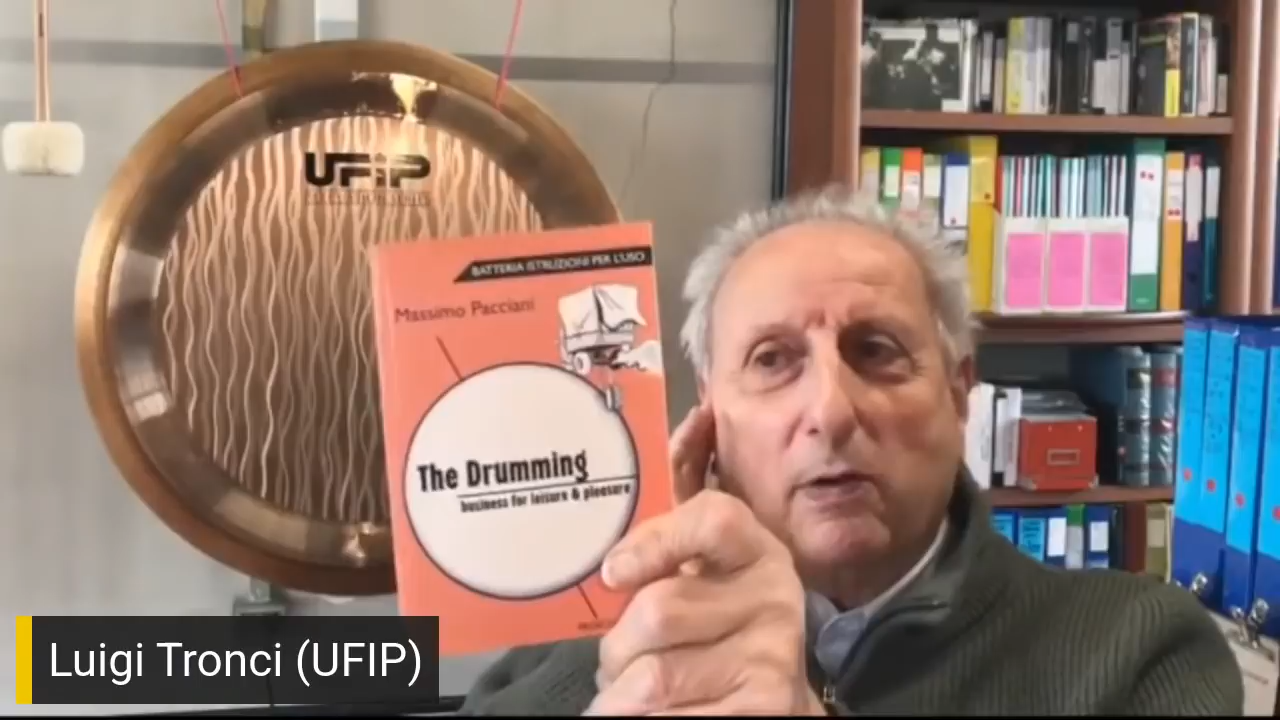 UFIP
BATTERIA ISTRUZIONI PER L'USO
Massimo Pacciani
The Drumming
business for leisure & pleasure
Luigi Tronci (UFIP)